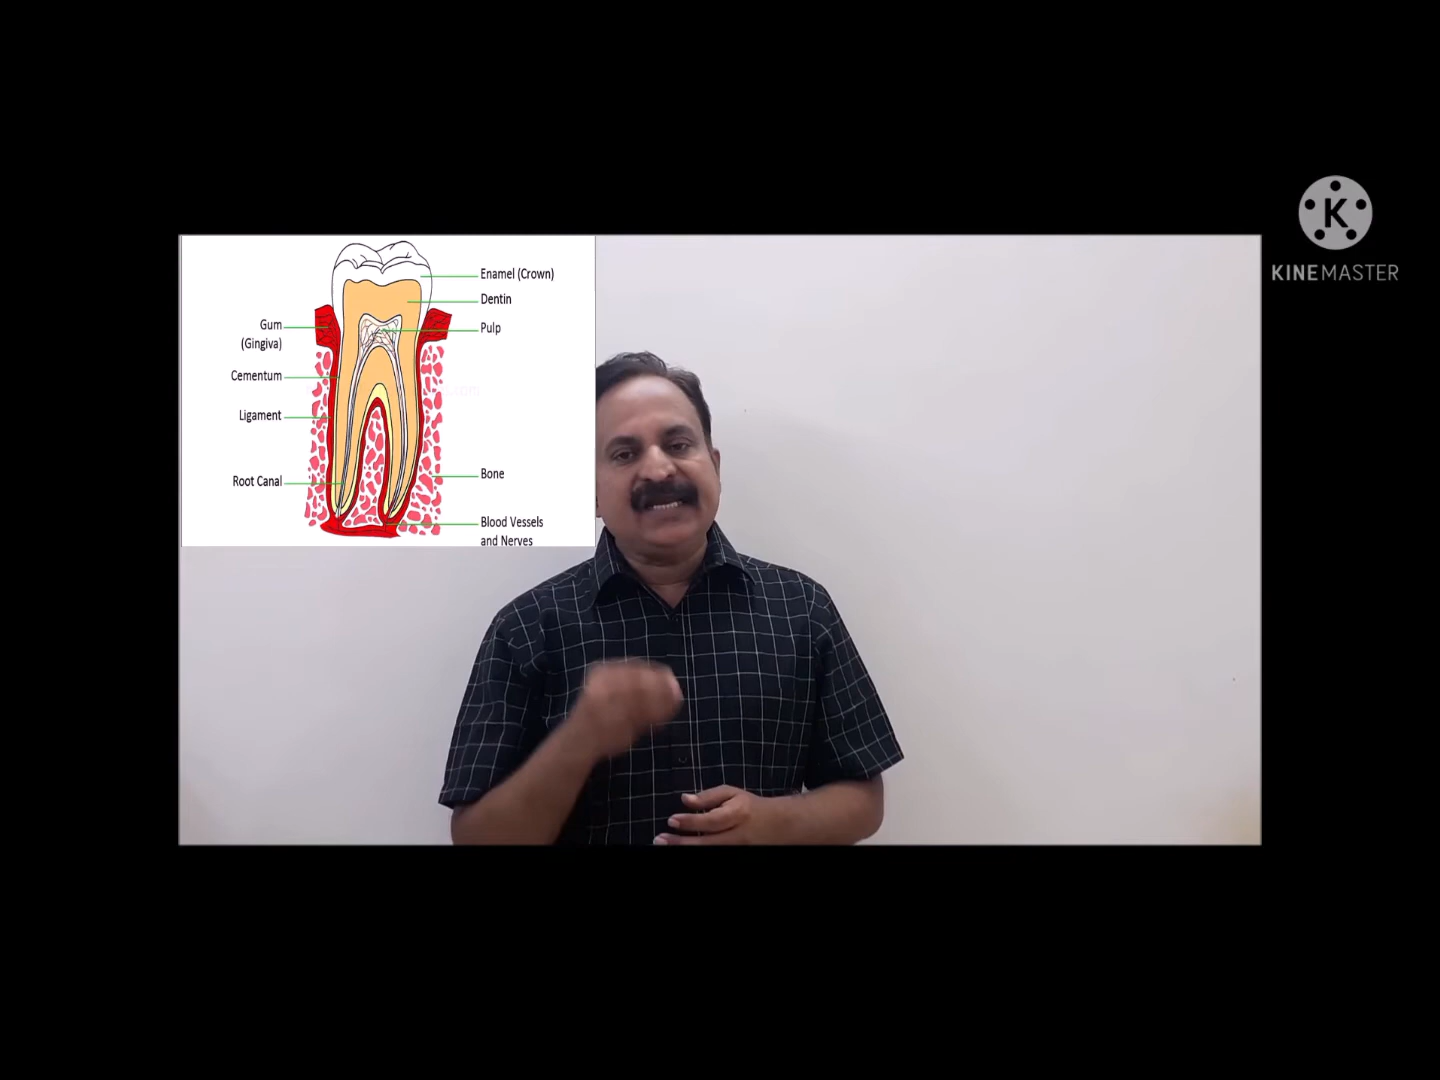 Enamel (Crown)
Dentin
Pulp
Gum
(Gingiva)
Cementum
Ligament
Root Canal
Bone
Blood Vessels
and Nerves
K
KINEMASTER